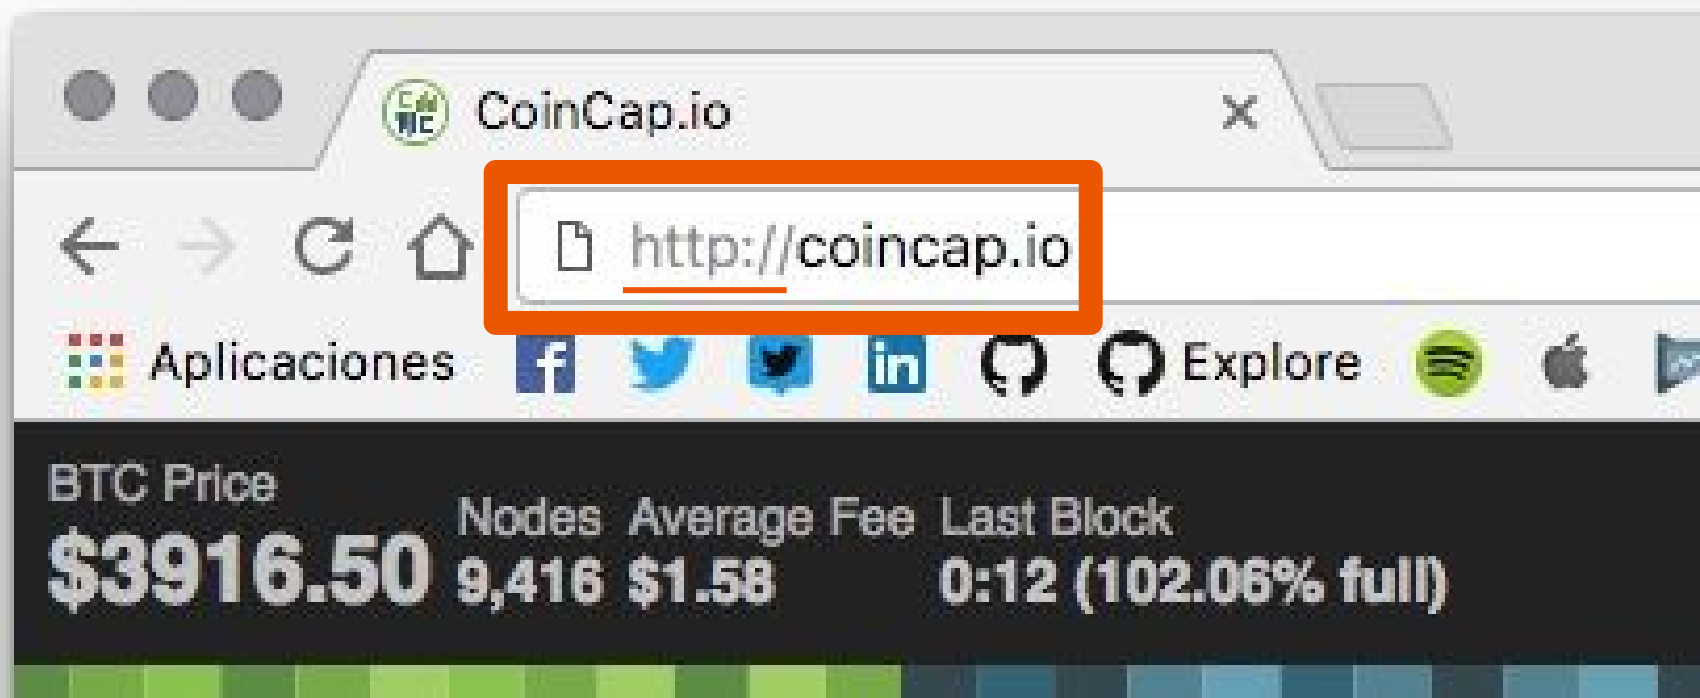 CoinCap.io
http://coincap.io
Aplicaciones
Explore
BTC Price
$3916.50
Nodes
9,416
Average Fee
$1.58
Last Block
0:12 (102.06% full)